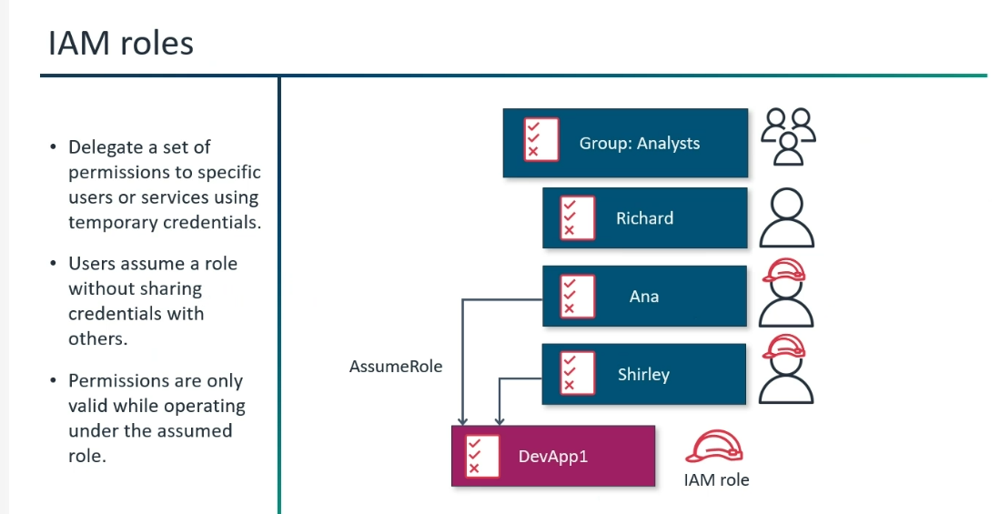 IAM roles
• Delegate a set of
permissions to specific
users or services using
temporary credentials.
• Users assume a role
without sharing
credentials with
others.
• Permissions are only
valid while operating
under the assumed
role.
Group: Analysts
Richard
Ana
AssumeRole
Shirley
DevApp1
IAM role